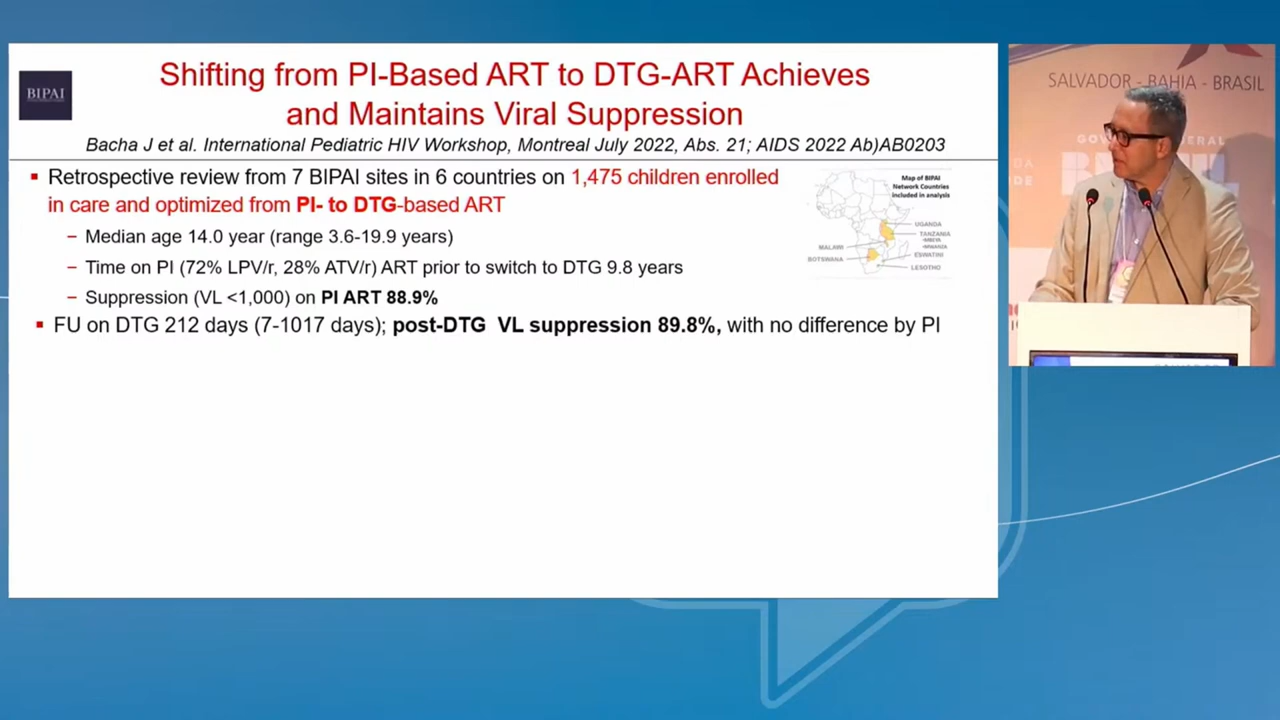 BIPAI
Shifting from PI-Based ART to DTG-ART Achieves
and Maintains Viral Suppression
Bacha J et al. International Pediatric HIV Workshop, Montreal July 2022, Abs. 21; AIDS 2022 Ab)AB0203
▪ Retrospective review from 7 BIPAI sites in 6 countries on 1,475 children enrolled
in care and optimized from PI- to DTG-based ART
– Median age 14.0 year (range 3.6-19.9 years)
– Time on PI (72% LPV/r, 28% ATV/r) ART prior to switch to DTG 9.8 years
– Suppression (VL <1,000) on PI ART 88.9%
▪ FU on DTG 212 days (7-1017 days); post-DTG VL suppression 89.8%, with no difference by PI
Map of BIPAI
Network Countries
included in analysis
UGANDA
TANZANIA
-MBEYA
-MWANZA
MALAWI
ESWATINI
BOTSWANA
LESOTHO
SALVADOR - BAHIA - BRASIL